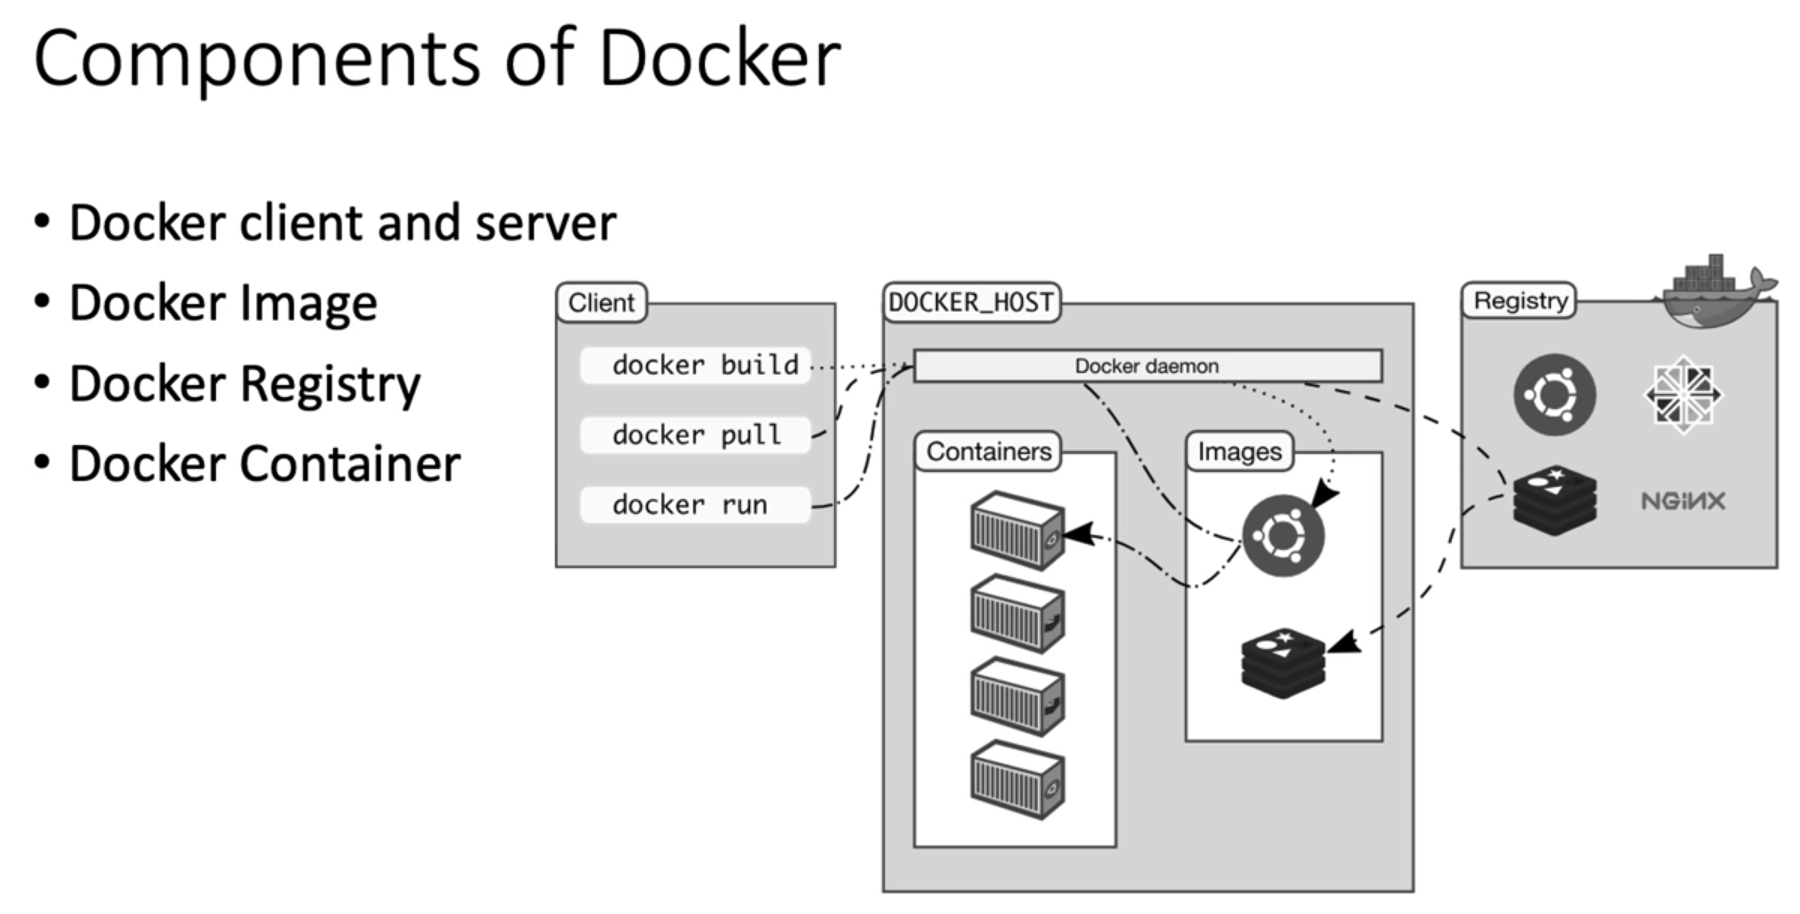 Components of Docker
• Docker client and server
• Docker Image
• Docker Registry
• Docker Container
Client
docker build
docker pull
docker run
DOCKER_HOST
Docker daemon
Containers
Images
Registry
NGINX